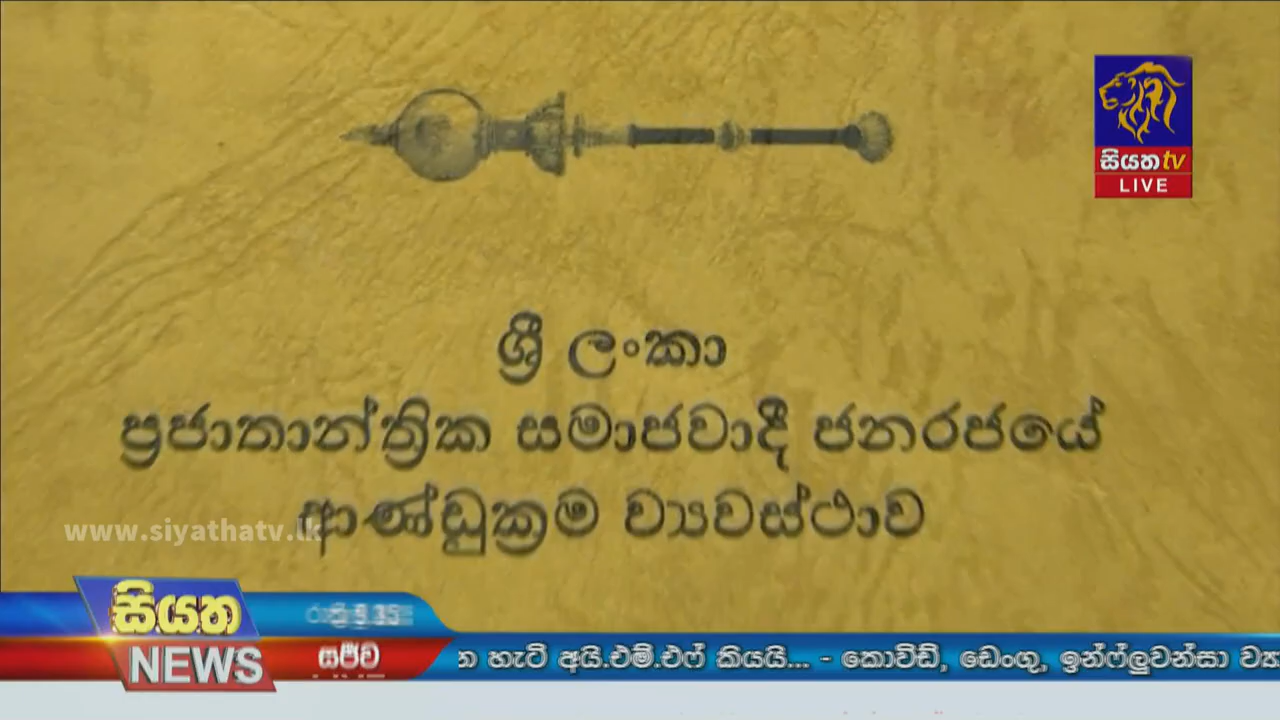 සියත tv
LIVE
ශ්‍රී ලංකා
ප්‍රජාතාන්ත්‍රික සමාජවාදී ජනරජයේ
ආණ්ඩුක්‍රම ව්‍යවස්ථාව
www.siyathatv.lk
සියත
NEWS
රාත්‍රී
සජීව
න හැටි අයි.එම්.එෆ් කියයි... - කොවිඩ්, ඩෙංගු, ඉන්ෆ්ලුවන්සා